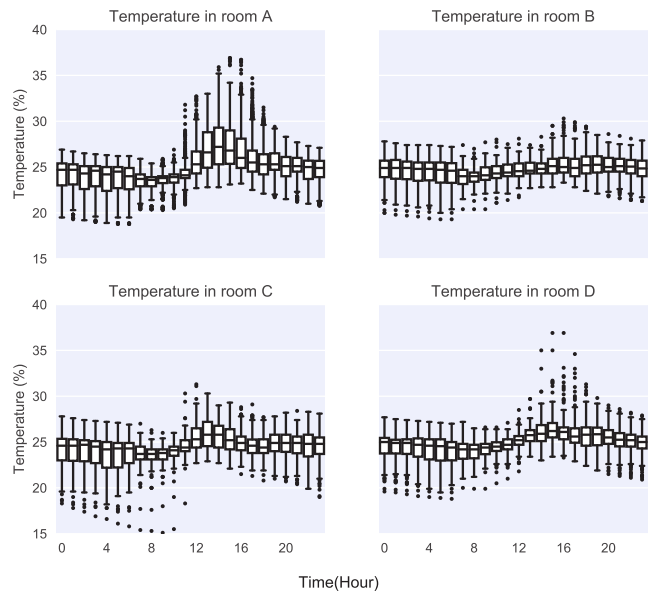 Temperature in room A
Temperature in room B
40
35
30
25
20
15
Temperature (%)
Temperature in room C
Temperature in room D
40
35
30
25
20
15
Temperature (%)
0 4 8 12 16 20
0 4 8 12 16 20
Time(Hour)